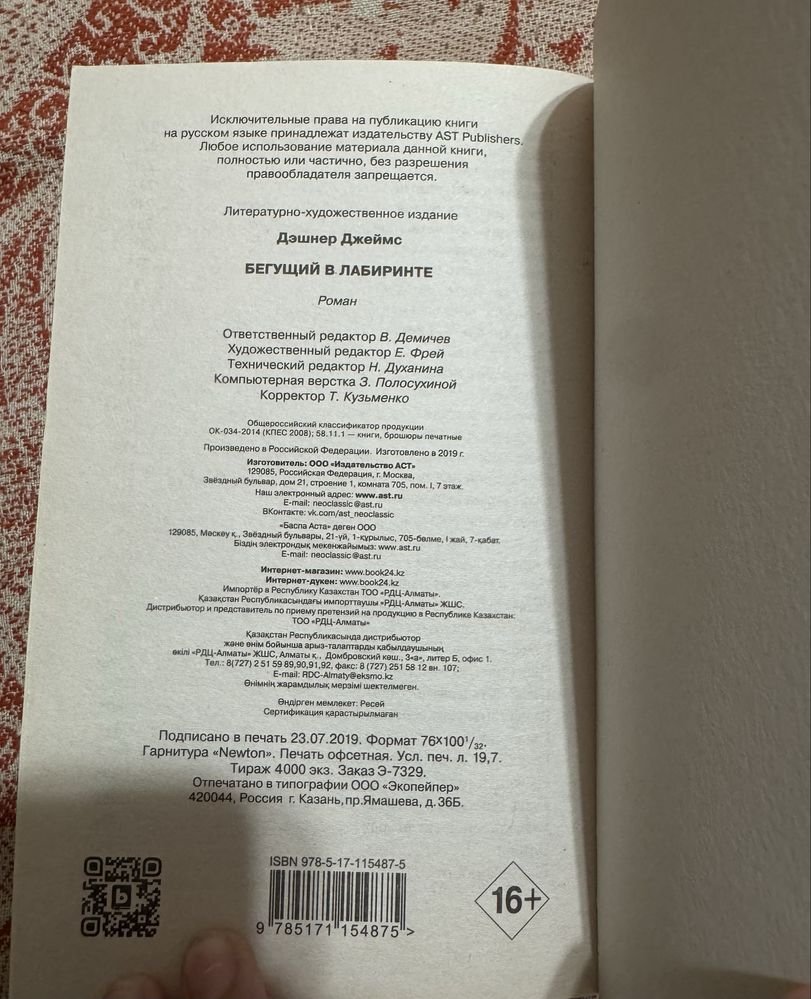 Исключительные права на публикацию книги
на русском языке принадлежат издательству AST Publishers.
Любое использование материала данной книги,
полностью или частично, без разрешения
правообладателя запрещается.
Литературно-художественное издание
Дэшнер Джеймс
БЕГУЩИЙ В ЛАБИРИНТЕ
Роман
Ответственный редактор В. Демичев
Художественный редактор Е. Фрей
Технический редактор Н. Духанина
Компьютерная верстка З. Полосухиной
Корректор Т. Кузьменко
Общероссийский классификатор продукции
ОК-034-2014 (КПЕС 2008); 58.11.1 — книги, брошюры печатные
Произведено в Российской Федерации. Изготовлено в 2019 г.
Изготовитель: ООО «Издательство АСТ»
129085, Российская Федерация, г. Москва,
Звёздный бульвар, дом 21, строение 1, комната 705, пом. I, 7 этаж.
Наш электронный адрес: www.ast.ru
E-mail: neoclassic@ast.ru
ВКонтакте: vk.com/ast_neoclassic
«Баспа Аста» деген ООО
129085, Мәскеу қ., Звёздный бульвары, 21-үй, 1-құрылыс, 705-бөлме, I жай, 7-қабат.
Біздің электрондық мекенжайымыз: www.ast.ru
E-mail: neoclassic@ast.ru
Интернет-магазин: www.book24.kz
Интернет-дүкен: www.book24.kz
Импортёр в Республику Казахстан ТОО «РДЦ-Алматы».
Қазақстан Республикасындағы импорттаушы «РДЦ-Алматы» ЖШС.
Дистрибьютор и представитель по приему претензий на продукцию в Республике Казахстан:
ТОО «РДЦ-Алматы»
Қазақстан Республикасында дистрибьютор
және өнім бойынша арыз-талаптарды қабылдаушының
өкілі «РДЦ-Алматы» ЖШС, Алматы қ., Домбровский көш., 3«а», литер Б, офис 1.
Тел.: 8(727) 2 51 59 89,90,91,92, факс: 8 (727) 251 58 12 вн. 107;
E-mail: RDC-Almaty@eksmo.kz
Өнімнің жарамдылық мерзімі шектелмеген.
Өндірген мемлекет: Ресей
Сертификация қарастырылмаған
Подписано в печать 23.07.2019. Формат 76×100¹/₃₂.
Гарнитура «Newton». Печать офсетная. Усл. печ. л. 19,7.
Тираж 4000 экз. Заказ Э-7329.
Отпечатано в типографии ООО «Экопейпер»
420044, Россия г. Казань,пр.Ямашева, д.36Б.
ISBN 978-5-17-115487-5
9 785171 154875 >
16+